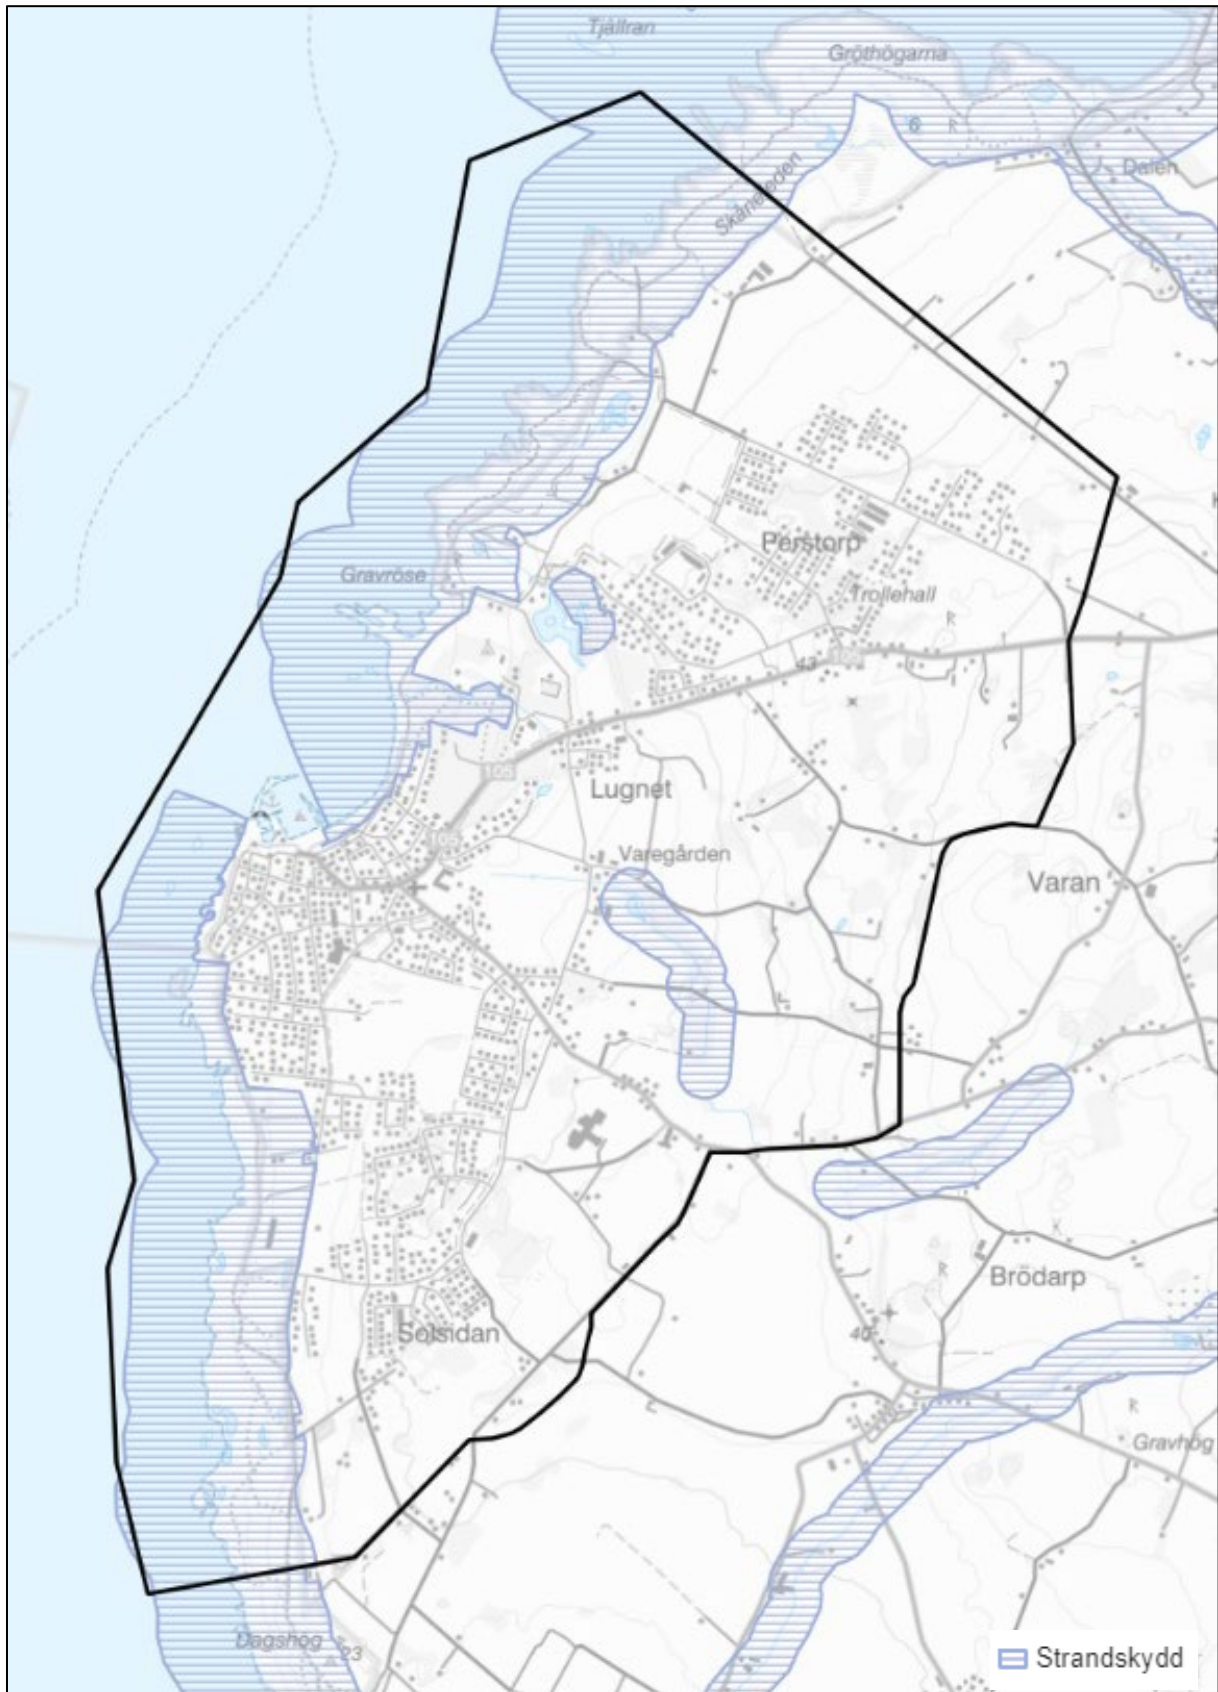 Tjällran
Gröthögarna
6
R
Dalen
Skåneleden
Gravröse
Perstorp
Trollehall
R
43
105
Lugnet
Varegården
Varan
Brödarp
R
40
Solsidan
R
Gravhög
Dagshög
23
Strandskydd